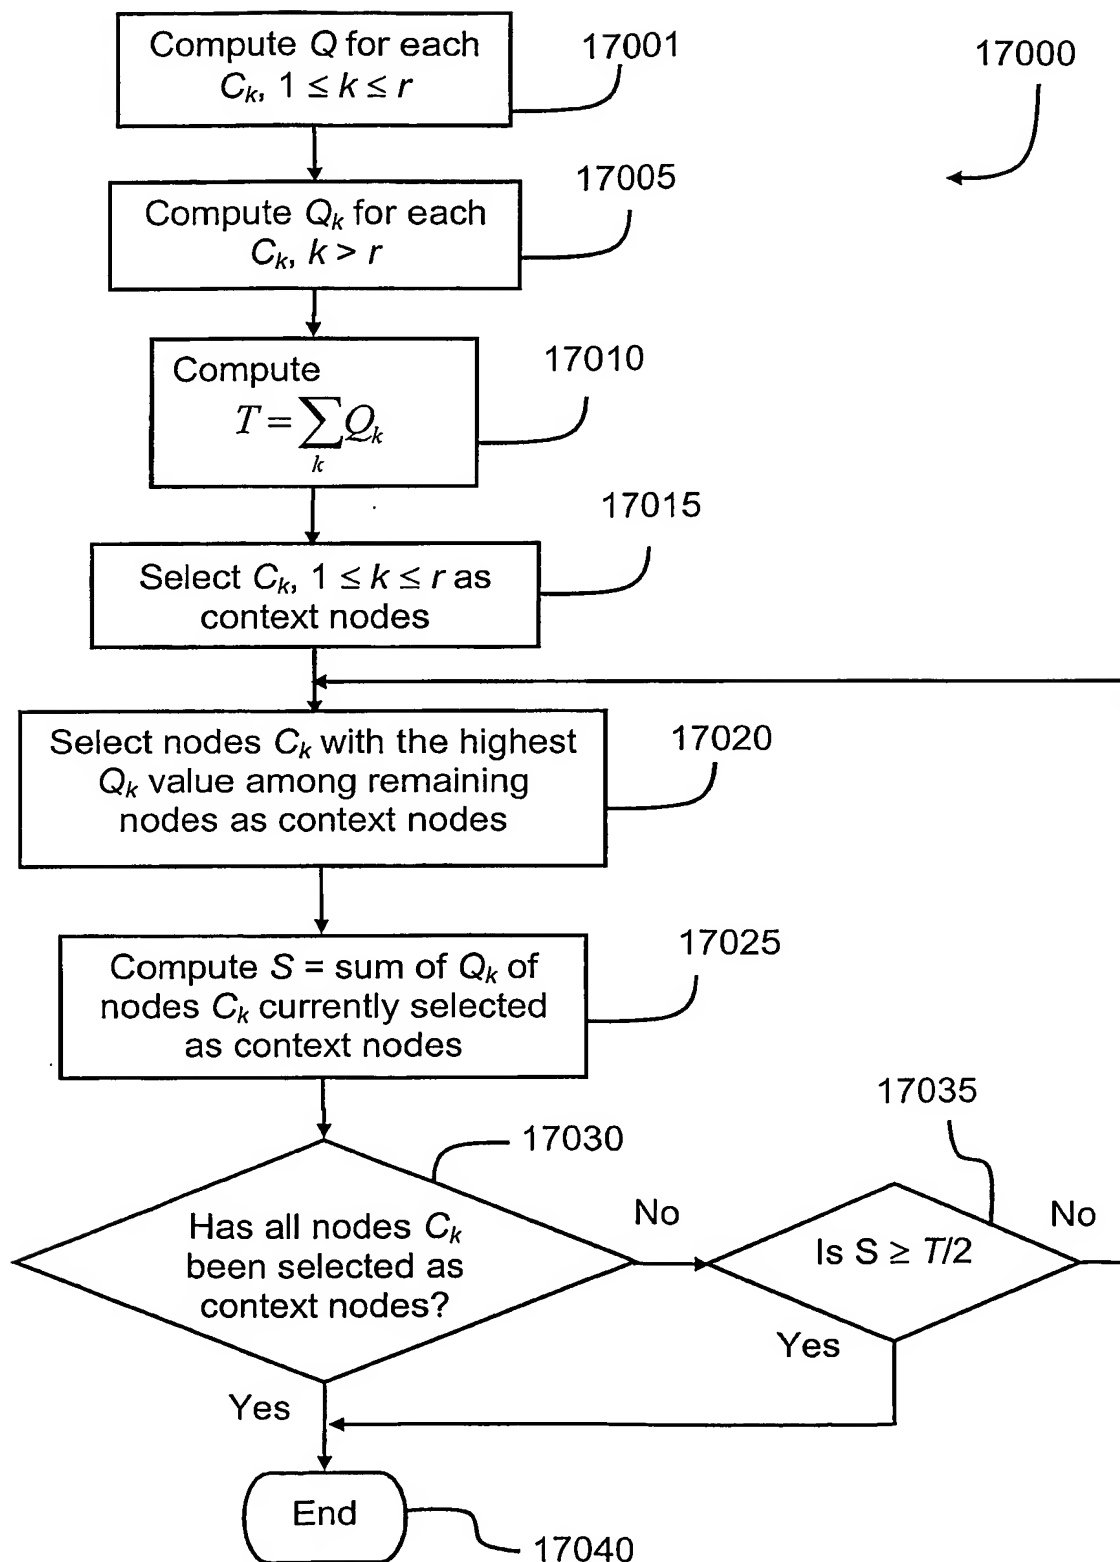 Compute Q for each
C_k, 1 ≤ k ≤ r
17001
17000
Compute Q_k for each
C_k, k > r
17005
Compute
T = ∑_k Q_k
17010
Select C_k, 1 ≤ k ≤ r as
context nodes
17015
Select nodes C_k with the highest
Q_k value among remaining
nodes as context nodes
17020
Compute S = sum of Q_k of
nodes C_k currently selected
as context nodes
17025
Has all nodes C_k
been selected as
context nodes?
17030
No
Is S ≥ T/2
17035
No
Yes
Yes
End
17040